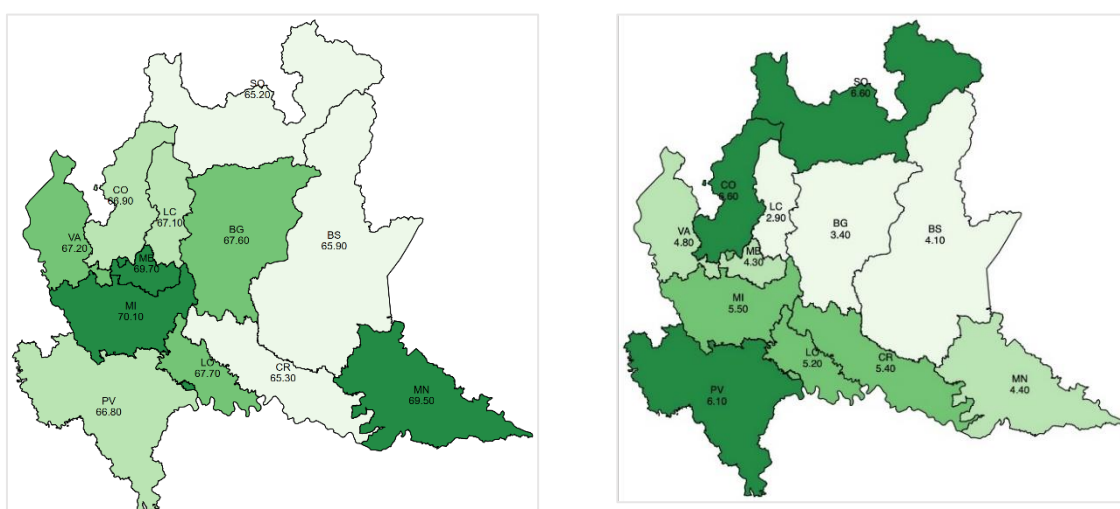 SO
65.20
CO
66.90
LC
67.10
VA
67.20
BG
67.60
BS
65.90
MB
69.70
MI
70.10
LO
67.70
CR
65.30
PV
66.80
MN
69.50
SO
6.60
CO
6.60
LC
2.90
VA
4.80
BG
3.40
BS
4.10
MB
4.30
MI
5.50
LO
5.20
CR
5.40
PV
6.10
MN
4.40